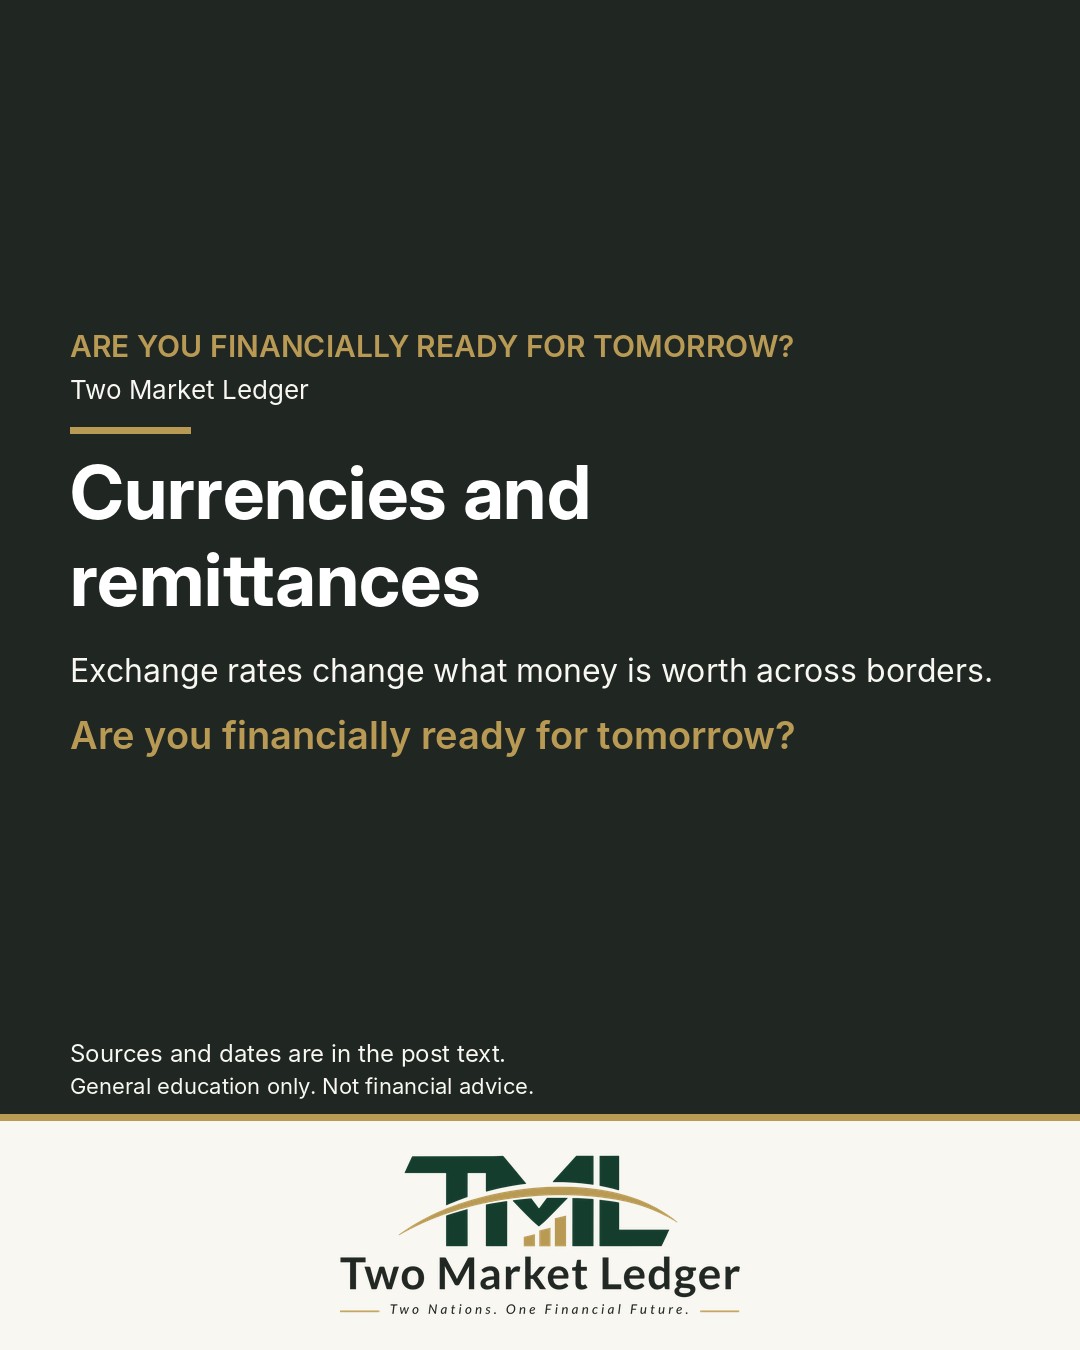 ARE YOU FINANCIALLY READY FOR TOMORROW?
Two Market Ledger
Currencies and
remittances
Exchange rates change what money is worth across borders.
Are you financially ready for tomorrow?
Sources and dates are in the post text.
General education only. Not financial advice.
TML
Two Market Ledger
Two Nations. One Financial Future.